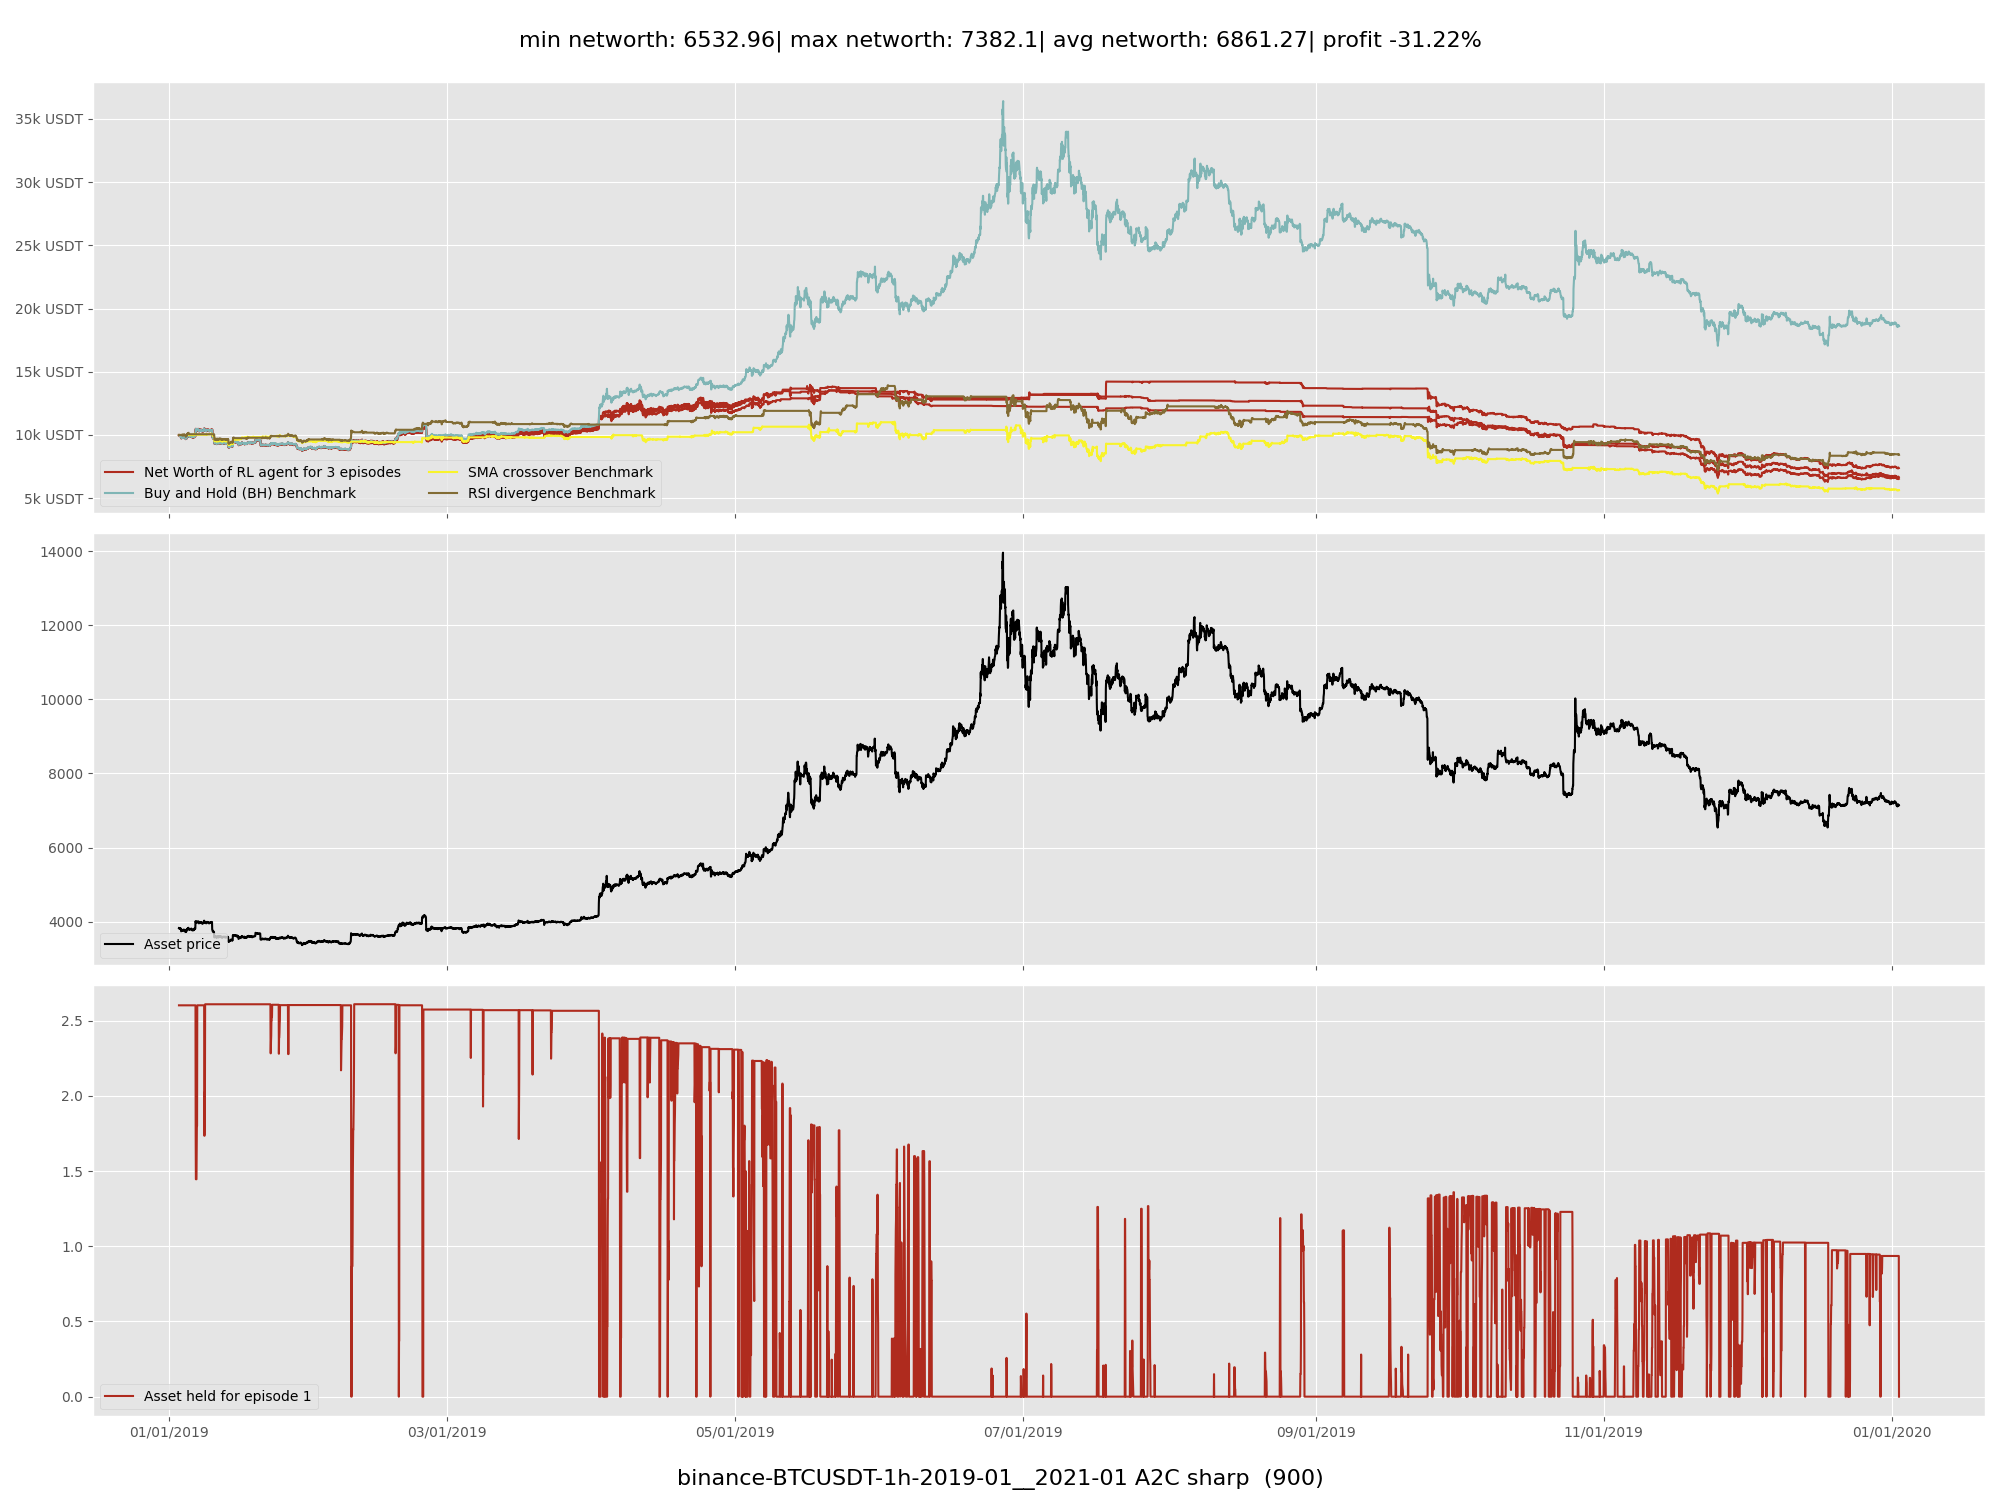 min networth: 6532.96| max networth: 7382.1| avg networth: 6861.27| profit -31.22%
35k USDT
30k USDT
25k USDT
20k USDT
15k USDT
10k USDT
5k USDT
Net Worth of RL agent for 3 episodes
Buy and Hold (BH) Benchmark
SMA crossover Benchmark
RSI divergence Benchmark
14000
12000
10000
8000
6000
4000
Asset price
2.5
2.0
1.5
1.0
0.5
0.0
Asset held for episode 1
01/01/2019 03/01/2019 05/01/2019 07/01/2019 09/01/2019 11/01/2019 01/01/2020
binance-BTCUSDT-1h-2019-01__2021-01 A2C sharp  (900)